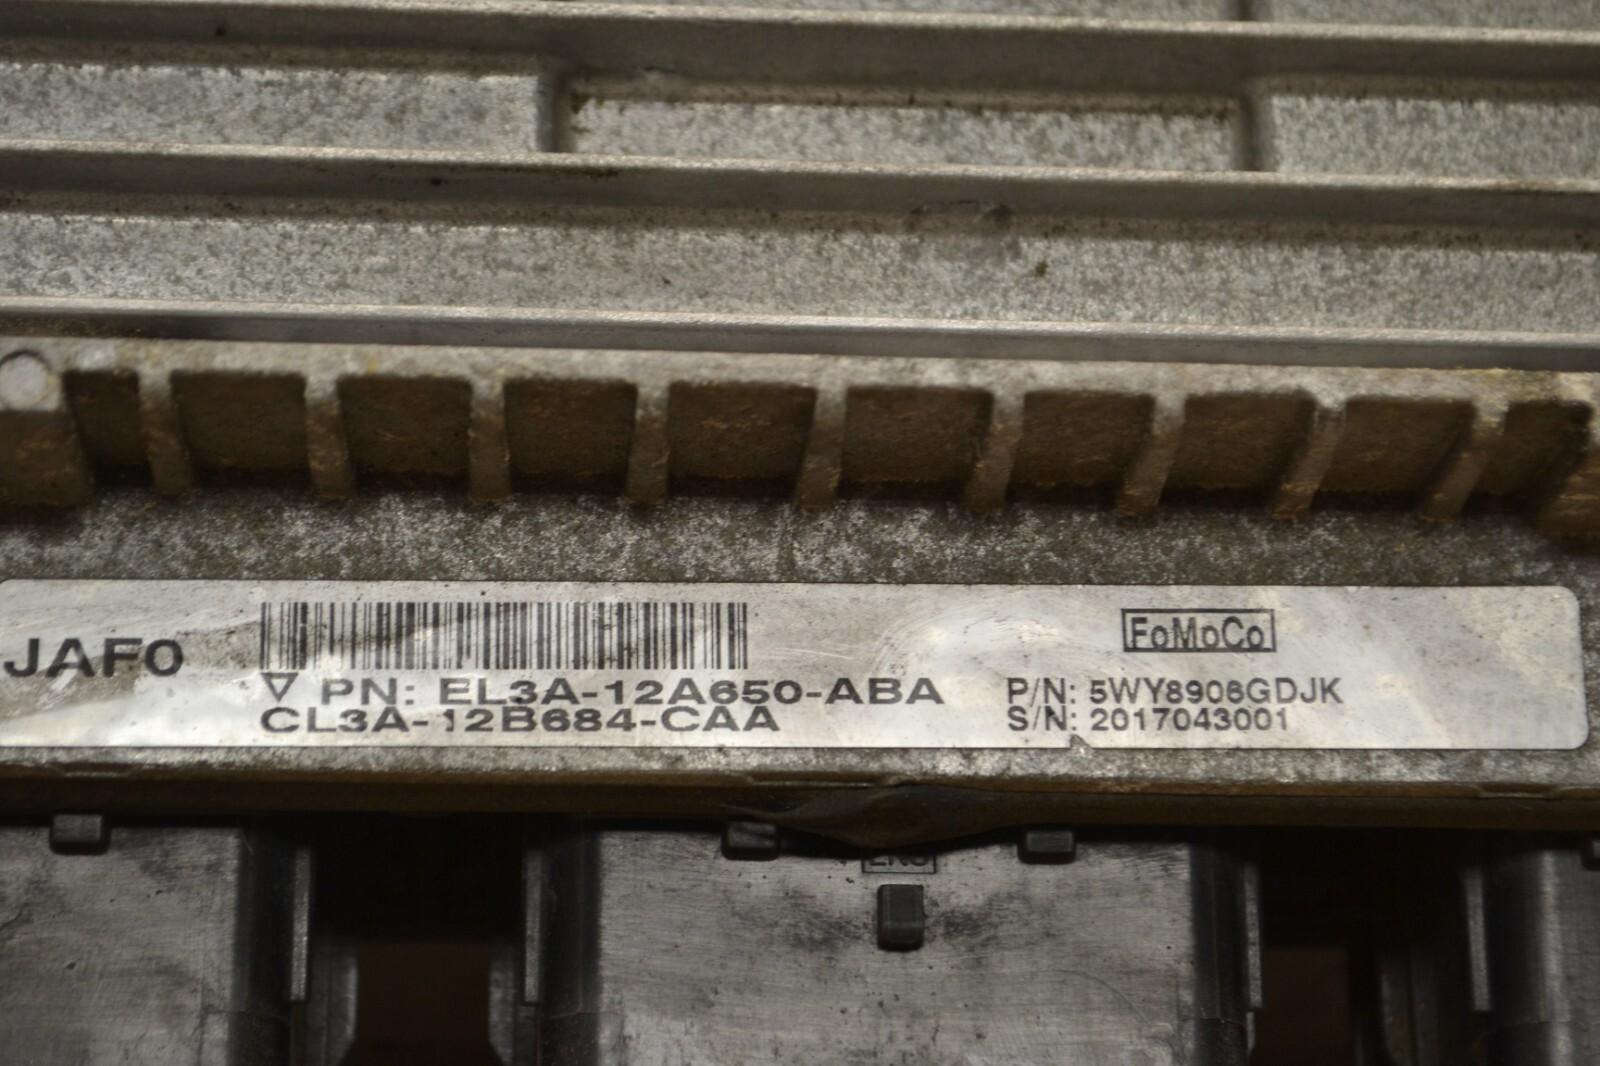 JAF0
PN: EL3A-12A650-ABA
CL3A-12B684-CAA
FoMoCo
P/N: 5WY8906GDJK
S/N: 2017043001